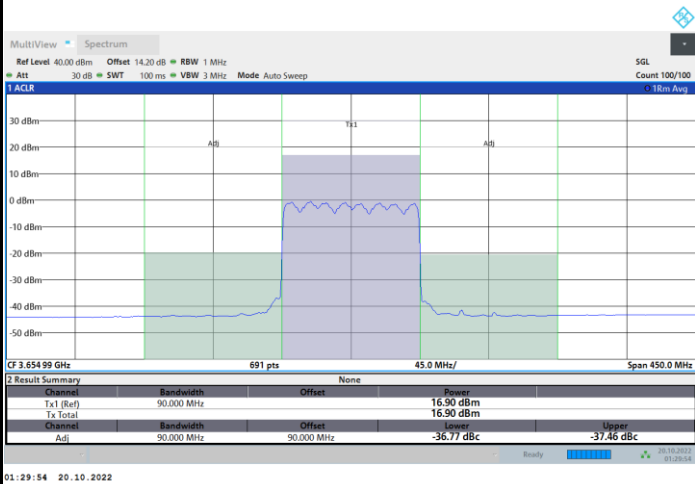 MultiView Spectrum
Ref Level 40.00 dBm Offset 14.20 dB RBW 1 MHz SGL
Att 30 dB SWT 100 ms VBW 3 MHz Mode Auto Sweep Count 100/100
1 ACLR 1Rm Avg
30 dBm
Tx1
20 dBm
Adj Adj
10 dBm
0 dBm
-10 dBm
-20 dBm
-30 dBm
-40 dBm
-50 dBm
CF 3.654 99 GHz 691 pts 45.0 MHz/ Span 450.0 MHz
2 Result Summary None
Channel Bandwidth Offset Power
Tx1 (Ref) 90.000 MHz 16.90 dBm
Tx Total 16.90 dBm
Channel Bandwidth Offset Lower Upper
Adj 90.000 MHz 90.000 MHz -36.77 dBc -37.46 dBc
Ready 20.10.2022
01:29:54
01:29:54 20.10.2022